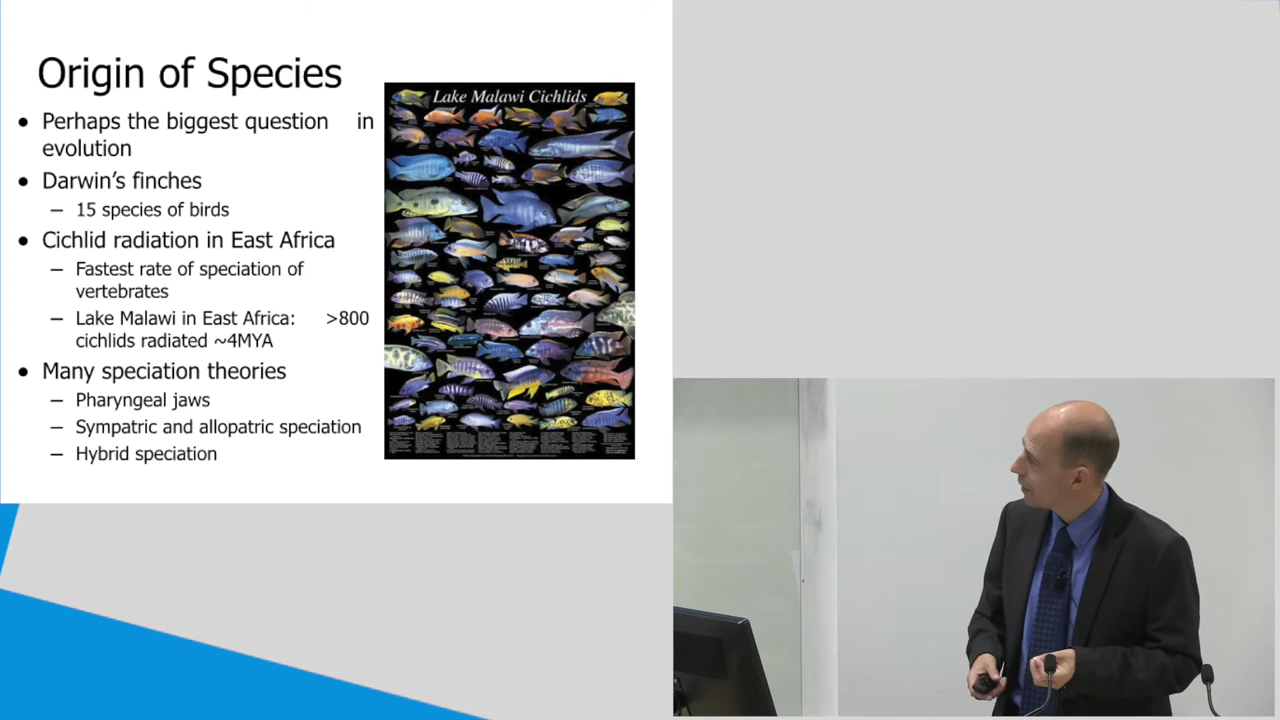 Origin of Species
• Perhaps the biggest question in
evolution
• Darwin's finches
– 15 species of birds
• Cichlid radiation in East Africa
– Fastest rate of speciation of
vertebrates
– Lake Malawi in East Africa: >800
cichlids radiated ~4MYA
• Many speciation theories
– Pharyngeal jaws
– Sympatric and allopatric speciation
– Hybrid speciation
Lake Malawi Cichlids